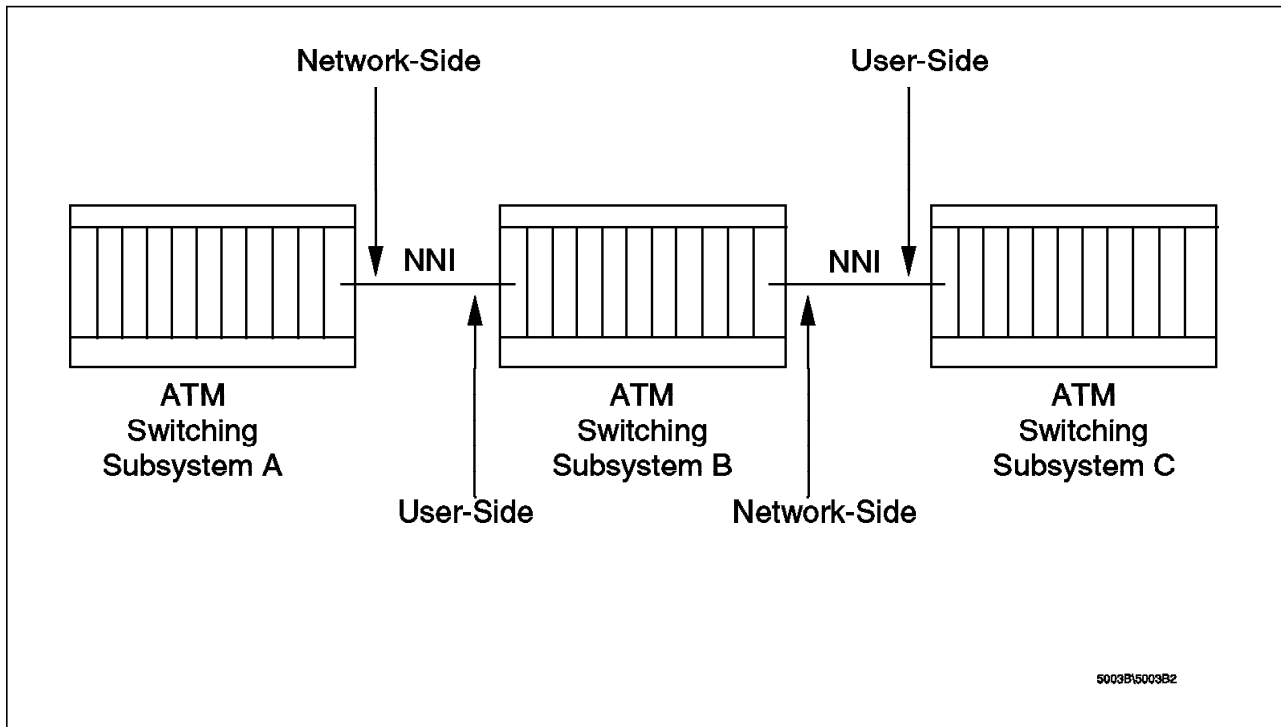 Network-Side
User-Side
NNI
NNI
ATM
Switching
Subsystem A
ATM
Switching
Subsystem B
ATM
Switching
Subsystem C
User-Side
Network-Side
5003B\5003B2